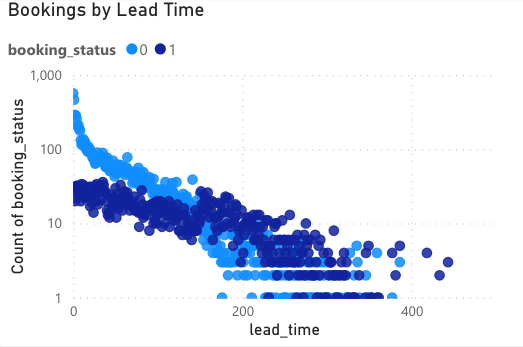 Bookings by Lead Time
booking_status 0 1
Count of booking_status
1,000
100
10
1
0 200 400
lead_time